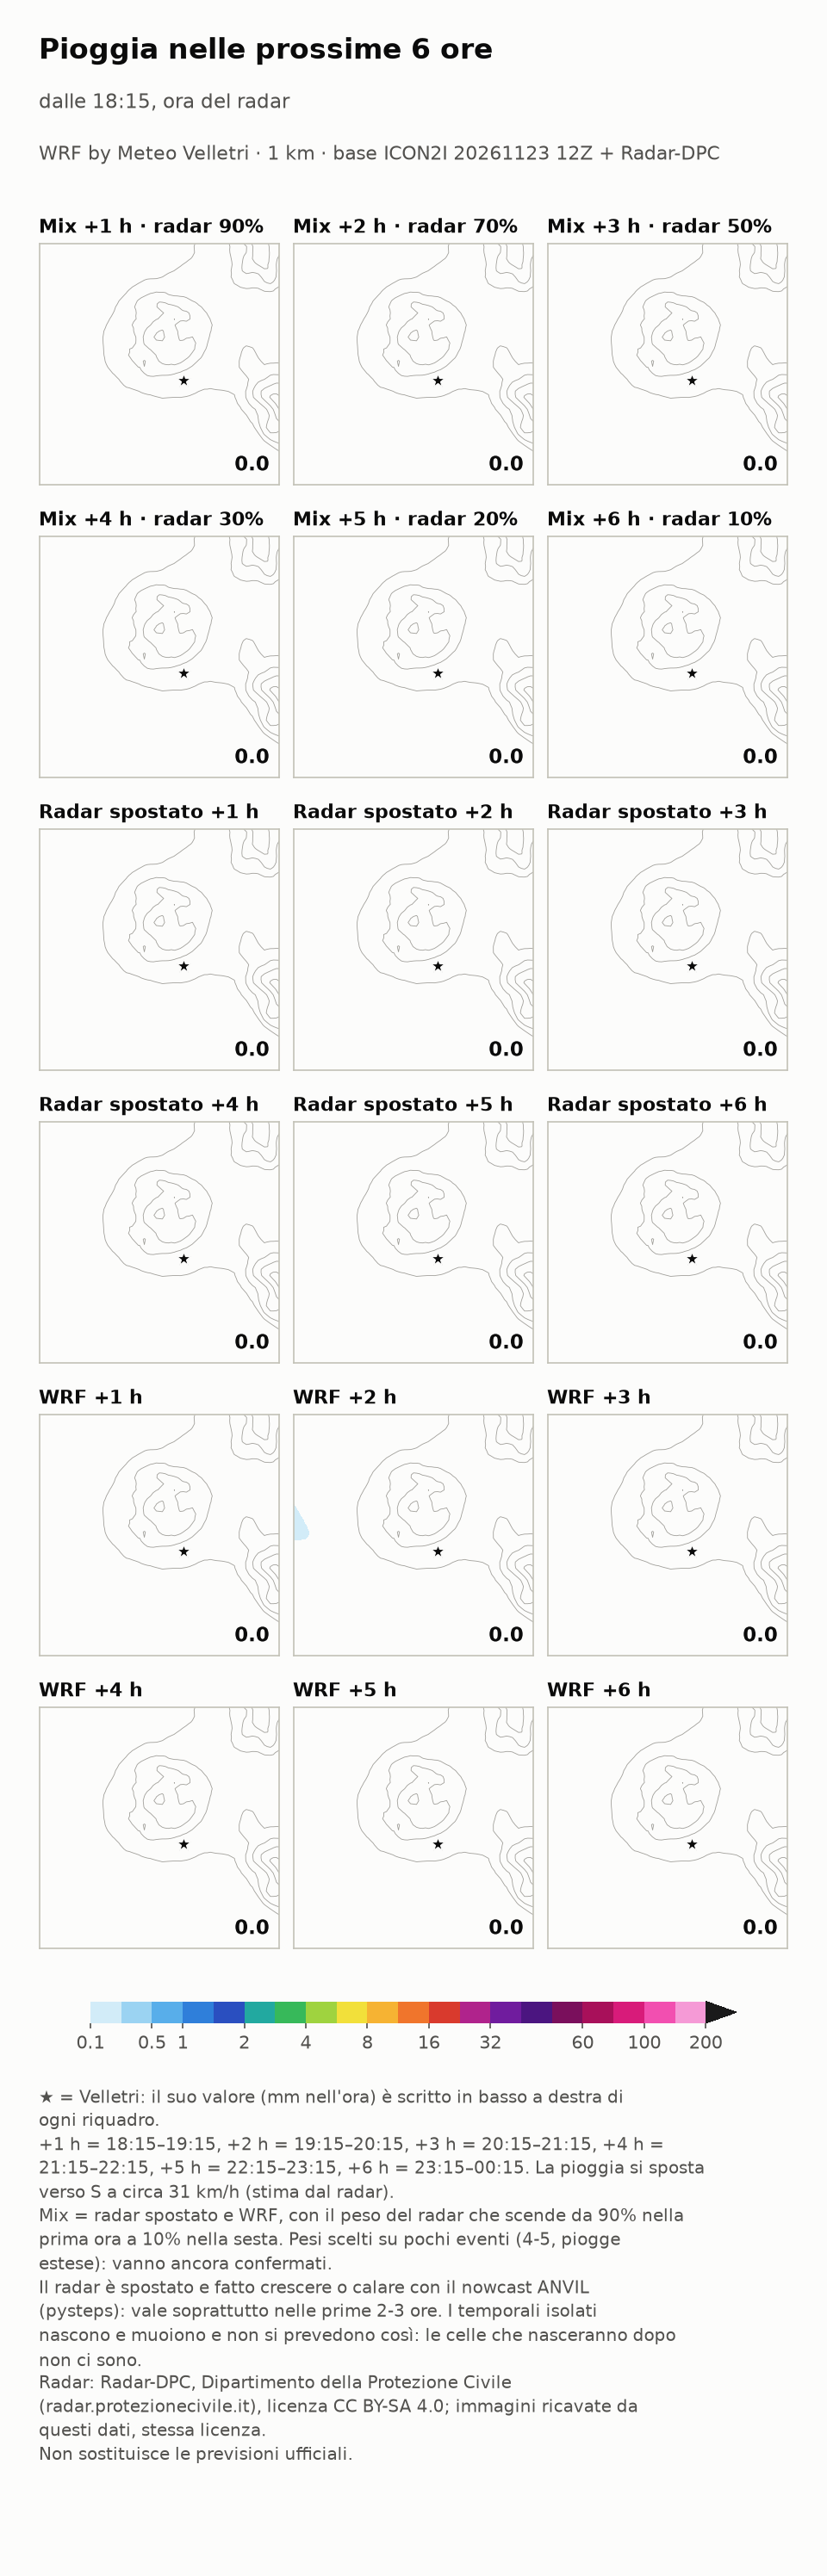 Pioggia nelle prossime 6 ore
dalle 18:15, ora del radar
WRF by Meteo Velletri · 1 km · base ICON2I 20261123 12Z + Radar-DPC
Mix +1 h · radar 90%
Mix +2 h · radar 70%
Mix +3 h · radar 50%
0.0
0.0
0.0
Mix +4 h · radar 30%
Mix +5 h · radar 20%
Mix +6 h · radar 10%
0.0
0.0
0.0
Radar spostato +1 h
Radar spostato +2 h
Radar spostato +3 h
0.0
0.0
0.0
Radar spostato +4 h
Radar spostato +5 h
Radar spostato +6 h
0.0
0.0
0.0
WRF +1 h
WRF +2 h
WRF +3 h
0.0
0.0
0.0
WRF +4 h
WRF +5 h
WRF +6 h
0.0
0.0
0.0
0.1 0.5 1 2 4 8 16 32 60 100 200
★ = Velletri: il suo valore (mm nell'ora) è scritto in basso a destra di
ogni riquadro.
+1 h = 18:15–19:15, +2 h = 19:15–20:15, +3 h = 20:15–21:15, +4 h =
21:15–22:15, +5 h = 22:15–23:15, +6 h = 23:15–00:15. La pioggia si sposta
verso S a circa 31 km/h (stima dal radar).
Mix = radar spostato e WRF, con il peso del radar che scende da 90% nella
prima ora a 10% nella sesta. Pesi scelti su pochi eventi (4-5, piogge
estese): vanno ancora confermati.
Il radar è spostato e fatto crescere o calare con il nowcast ANVIL
(pysteps): vale soprattutto nelle prime 2-3 ore. I temporali isolati
nascono e muoiono e non si prevedono così: le celle che nasceranno dopo
non ci sono.
Radar: Radar-DPC, Dipartimento della Protezione Civile
(radar.protezionecivile.it), licenza CC BY-SA 4.0; immagini ricavate da
questi dati, stessa licenza.
Non sostituisce le previsioni ufficiali.